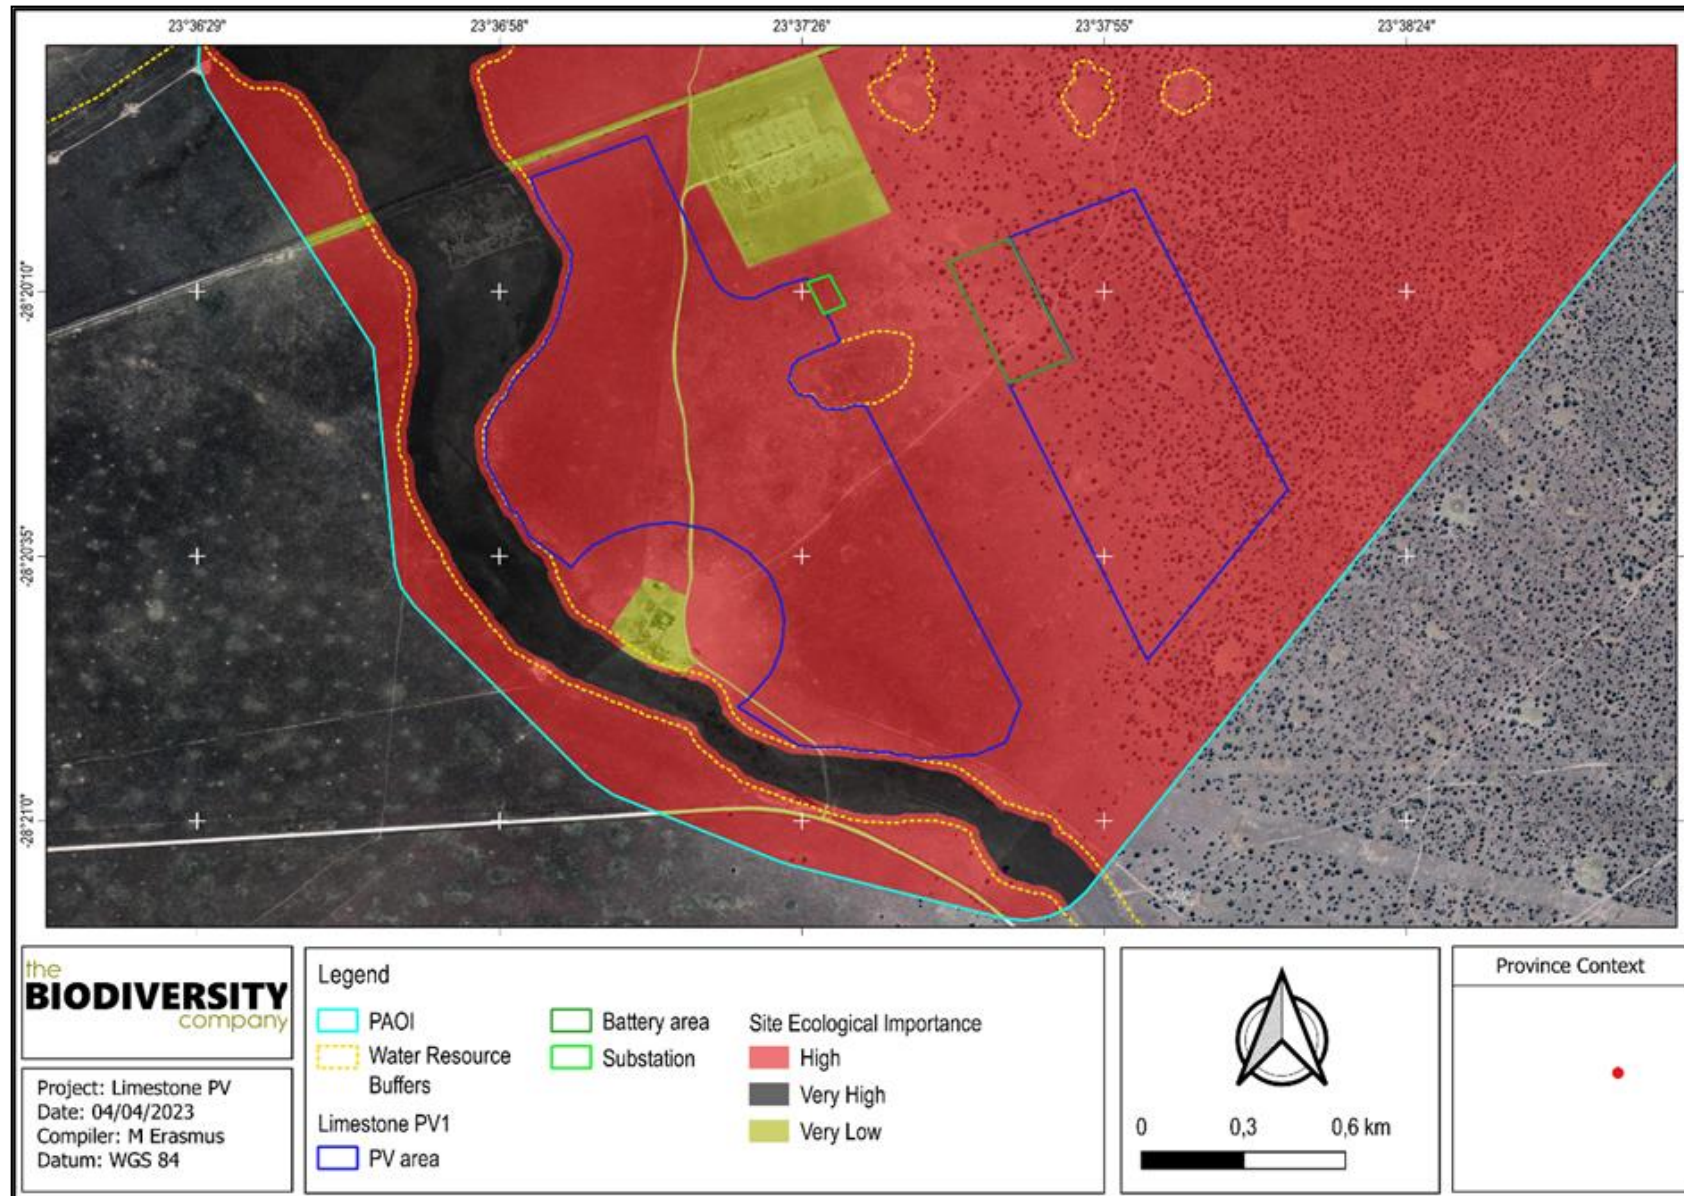 23°36'29" 23°36'58" 23°37'26" 23°37'55" 23°38'24"
-28°20'10"
-28°20'35"
-28°21'0"
the
BIODIVERSITY
company
Project: Limestone PV
Date: 04/04/2023
Compiler: M Erasmus
Datum: WGS 84
Legend
PAOI
Water Resource
Buffers
Limestone PV1
PV area
Battery area
Substation
Site Ecological Importance
High
Very High
Very Low
0 0,3 0,6 km
Province Context